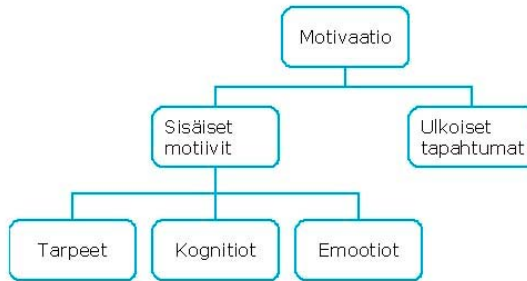 Motivaatio
Sisäiset
motiivit
Ulkoiset
tapahtumat
Tarpeet
Kognitiot
Emootiot